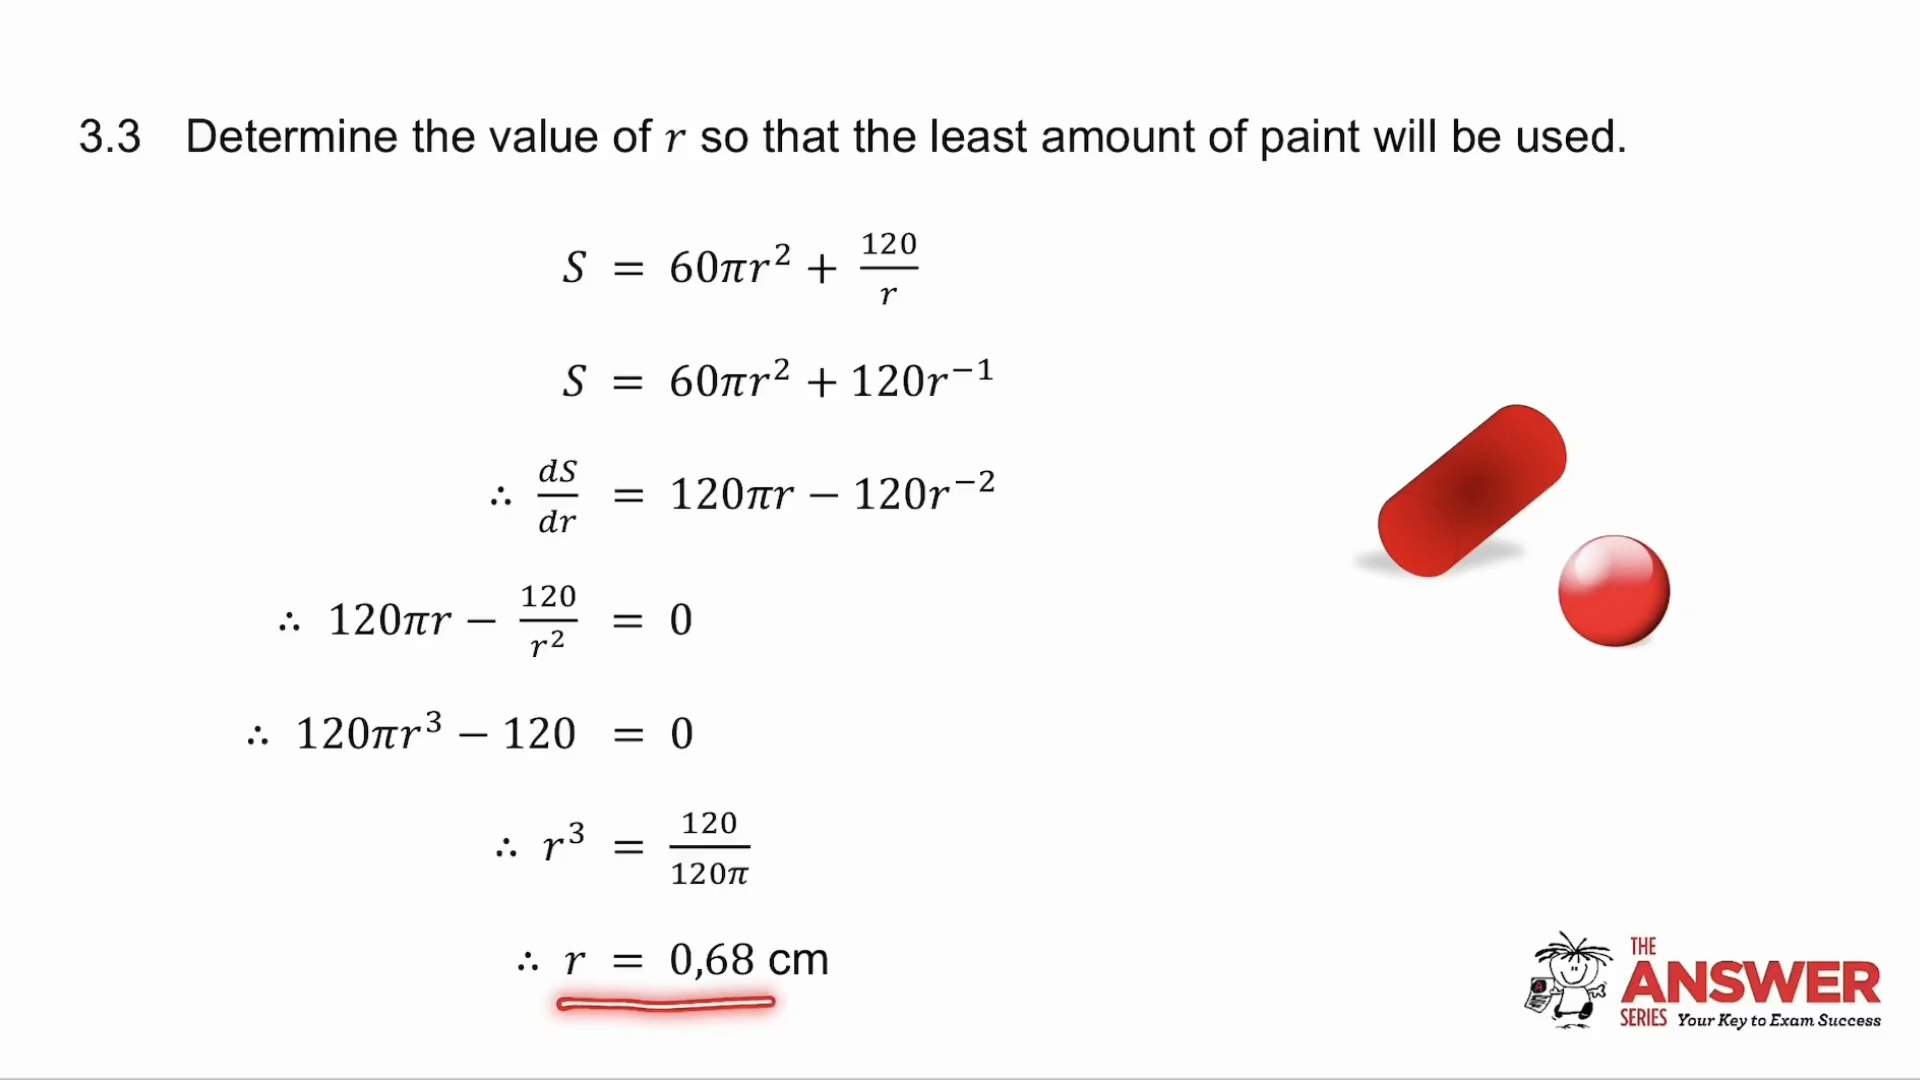 3.3 Determine the value of r so that the least amount of paint will be used.
S = 60πr² + 120/r
S = 60πr² + 120r⁻¹
∴ dS/dr = 120πr − 120r⁻²
∴ 120πr − 120/r² = 0
∴ 120πr³ − 120 = 0
∴ r³ = 120/120π
∴ r = 0,68 cm
THE
ANSWER
SERIES Your Key to Exam Success